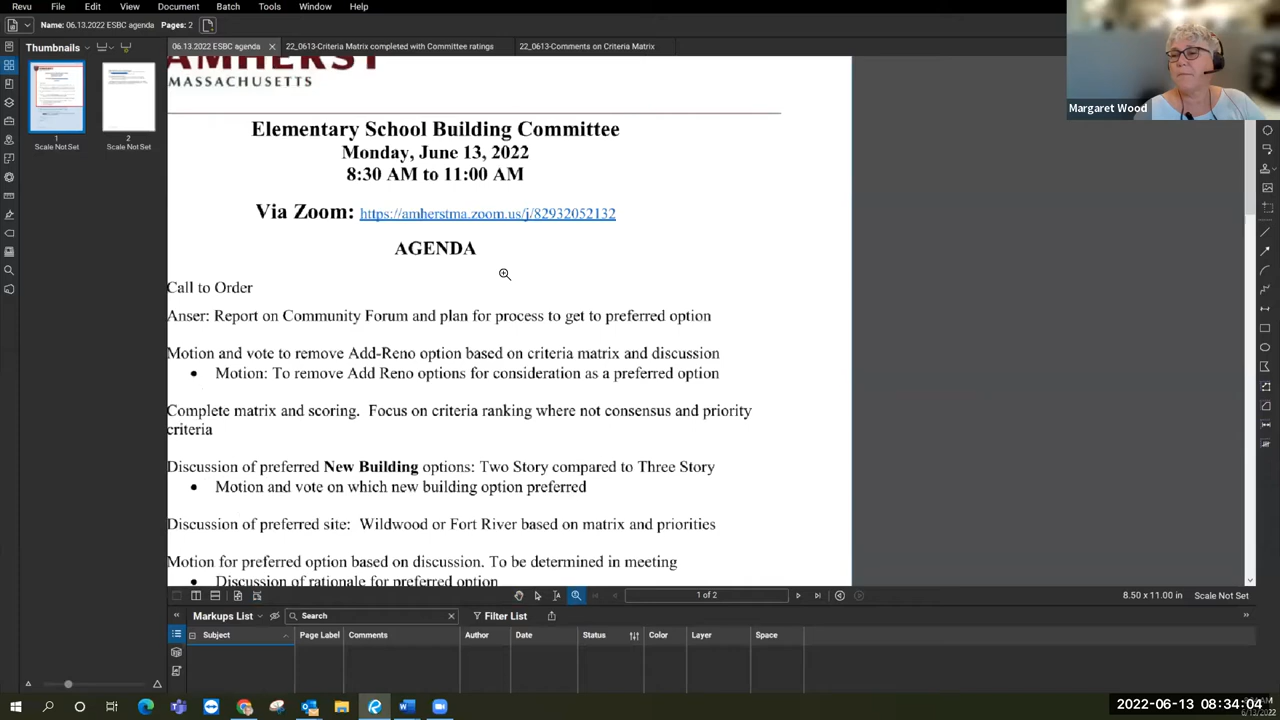 Revu File Edit View Document Batch Tools Window Help
Name: 06.13.2022 ESBC agenda Pages: 2
Thumbnails
06.13.2022 ESBC agenda
22_0613-Criteria Matrix completed with Committee ratings
22_0613-Comments on Criteria Matrix
1
Scale Not Set
2
Scale Not Set
AMHERST
MASSACHUSETTS
Elementary School Building Committee
Monday, June 13, 2022
8:30 AM to 11:00 AM
Via Zoom: https://amherstma.zoom.us/j/82932052132
AGENDA
Call to Order
Anser: Report on Community Forum and plan for process to get to preferred option
Motion and vote to remove Add-Reno option based on criteria matrix and discussion
• Motion: To remove Add Reno options for consideration as a preferred option
Complete matrix and scoring. Focus on criteria ranking where not consensus and priority
criteria
Discussion of preferred New Building options: Two Story compared to Three Story
• Motion and vote on which new building option preferred
Discussion of preferred site: Wildwood or Fort River based on matrix and priorities
Motion for preferred option based on discussion. To be determined in meeting
• Discussion of rationale for preferred option
Margaret Wood
1 of 2
8.50 x 11.00 in
Scale Not Set
Markups List
Search
Filter List
Subject Page Label Comments Author Date Status Color Layer Space
2022-06-13 08:34:04